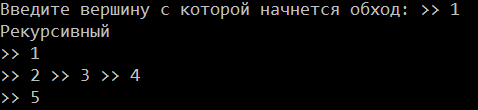 Введите вершину с которой начнется обход: >> 1
Рекурсивный
>> 1
>> 2 >> 3 >> 4
>> 5